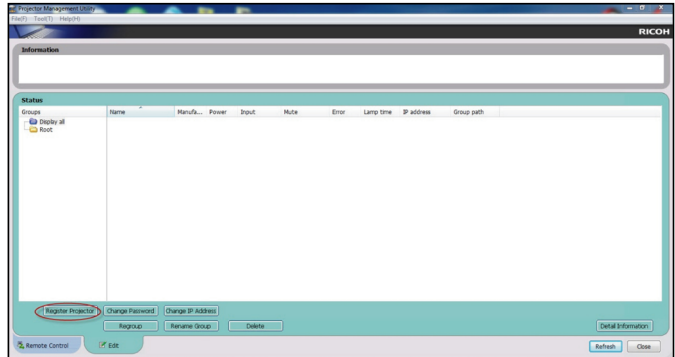 Projector Management Utility
File(F) Tool(T) Help(H)
RICOH
Information
Status
Groups Name Manufa... Power Input Mute Error Lamp time IP address Group path
Display all
Root
Register Projector Change Password Change IP Address
Regroup Rename Group Delete Detail Information
Remote Control Edit Refresh Close